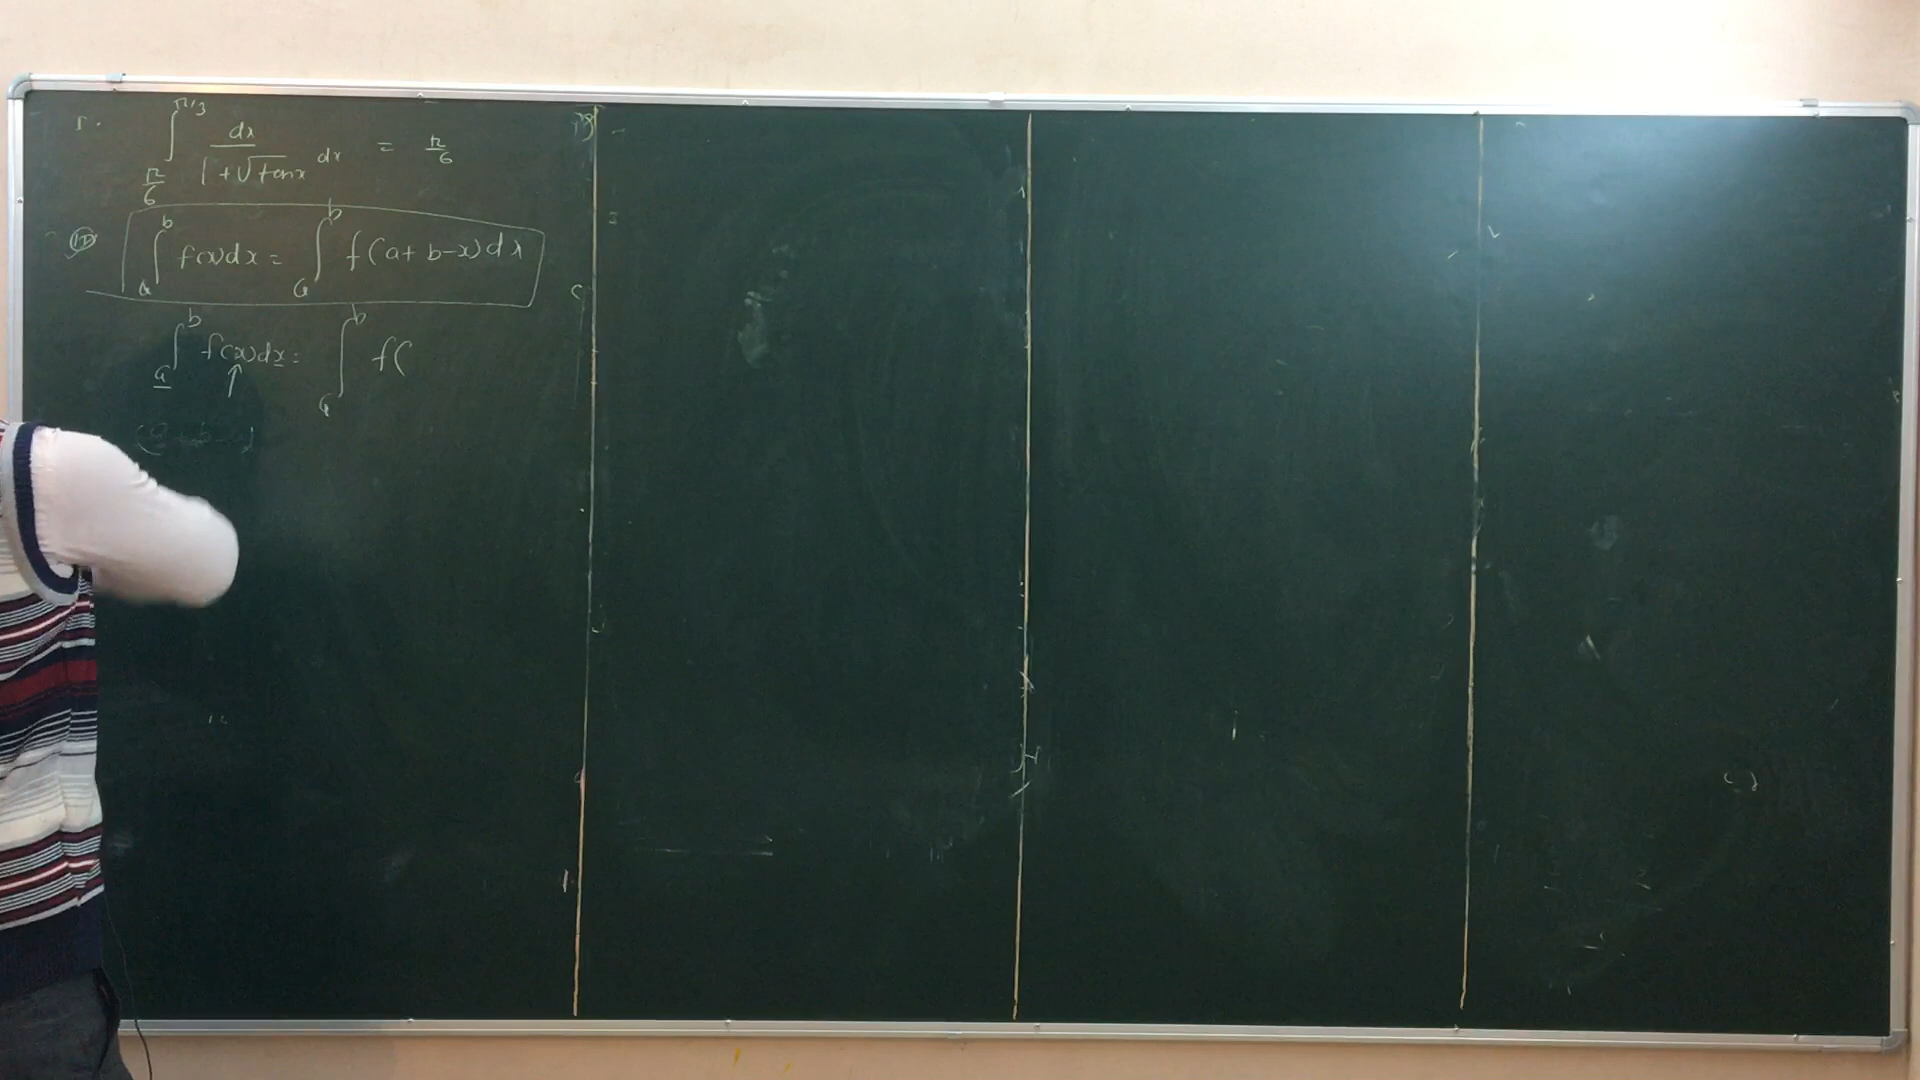 1. ∫_{π/6}^{π/3} dx / (1+√tanx) dx = π/6
∫_a^b f(x)dx = ∫_a^b f(a+b-x)dx
∫_a^b f(x)dx = ∫_a^b f(